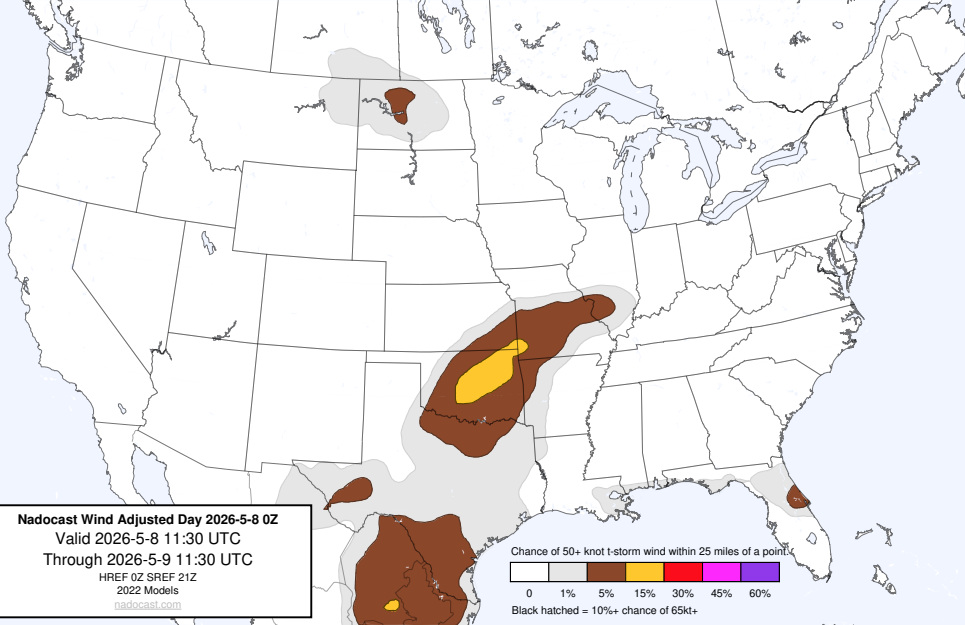 Nadocast Wind Adjusted Day 2026-5-8 0Z
Valid 2026-5-8 11:30 UTC
Through 2026-5-9 11:30 UTC
HREF 0Z SREF 21Z
2022 Models
nadocast.com
Chance of 50+ knot t-storm wind within 25 miles of a point.
0 1% 5% 15% 30% 45% 60%
Black hatched = 10%+ chance of 65kt+